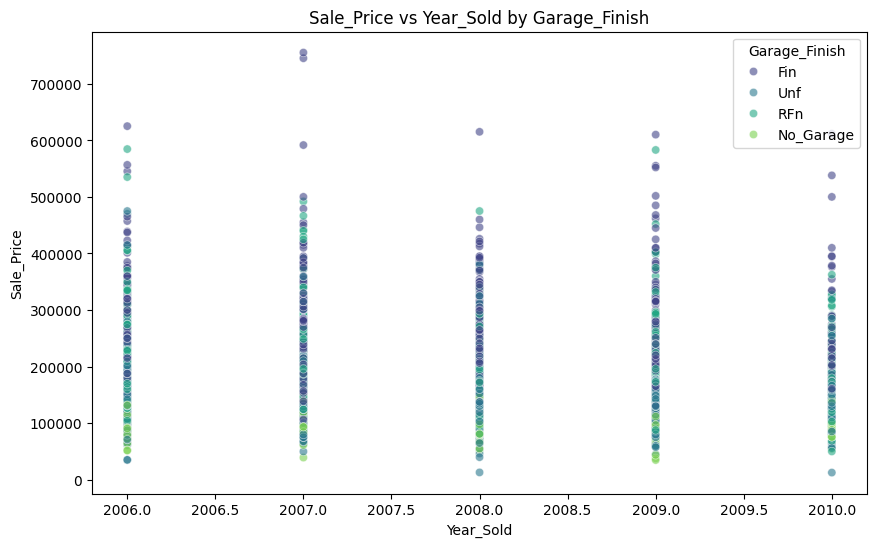 Sale_Price vs Year_Sold by Garage_Finish
Garage_Finish
Fin
Unf
RFn
No_Garage
Sale_Price
700000
600000
500000
400000
300000
200000
100000
0
2006.0 2006.5 2007.0 2007.5 2008.0 2008.5 2009.0 2009.5 2010.0
Year_Sold